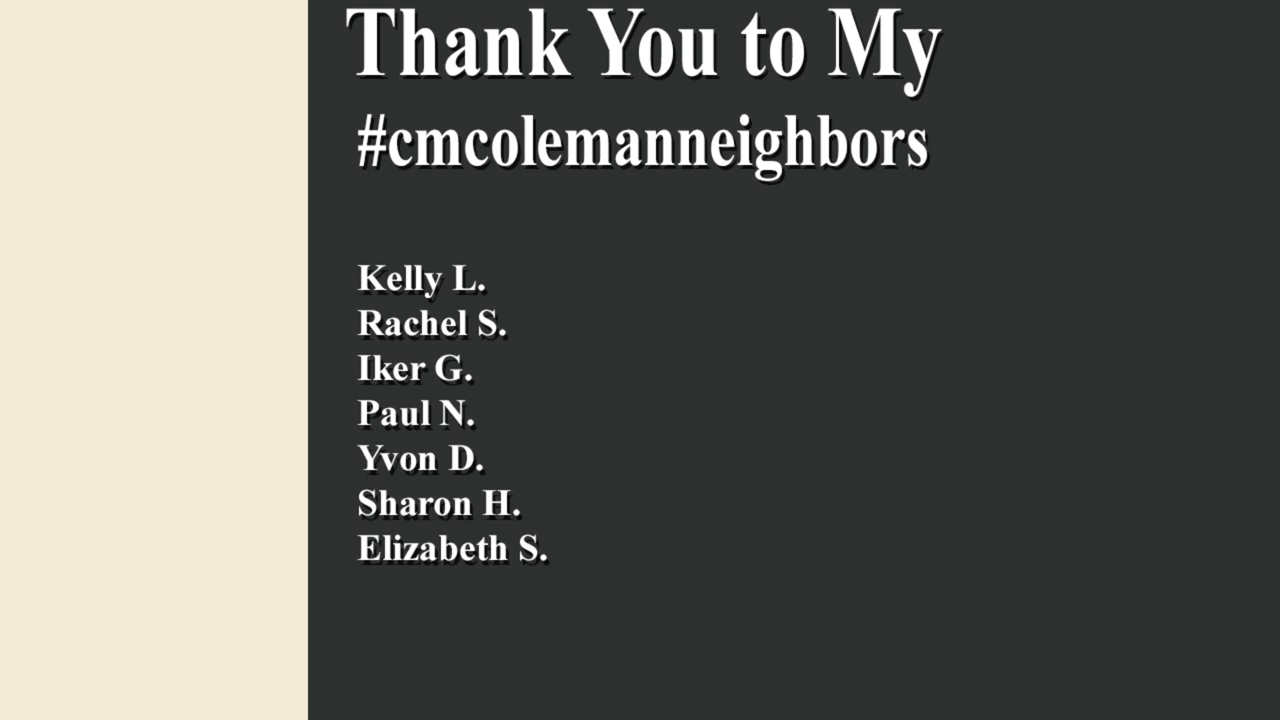 Thank You to My
#cmcolemanneighbors
Kelly L.
Rachel S.
Iker G.
Paul N.
Yvon D.
Sharon H.
Elizabeth S.